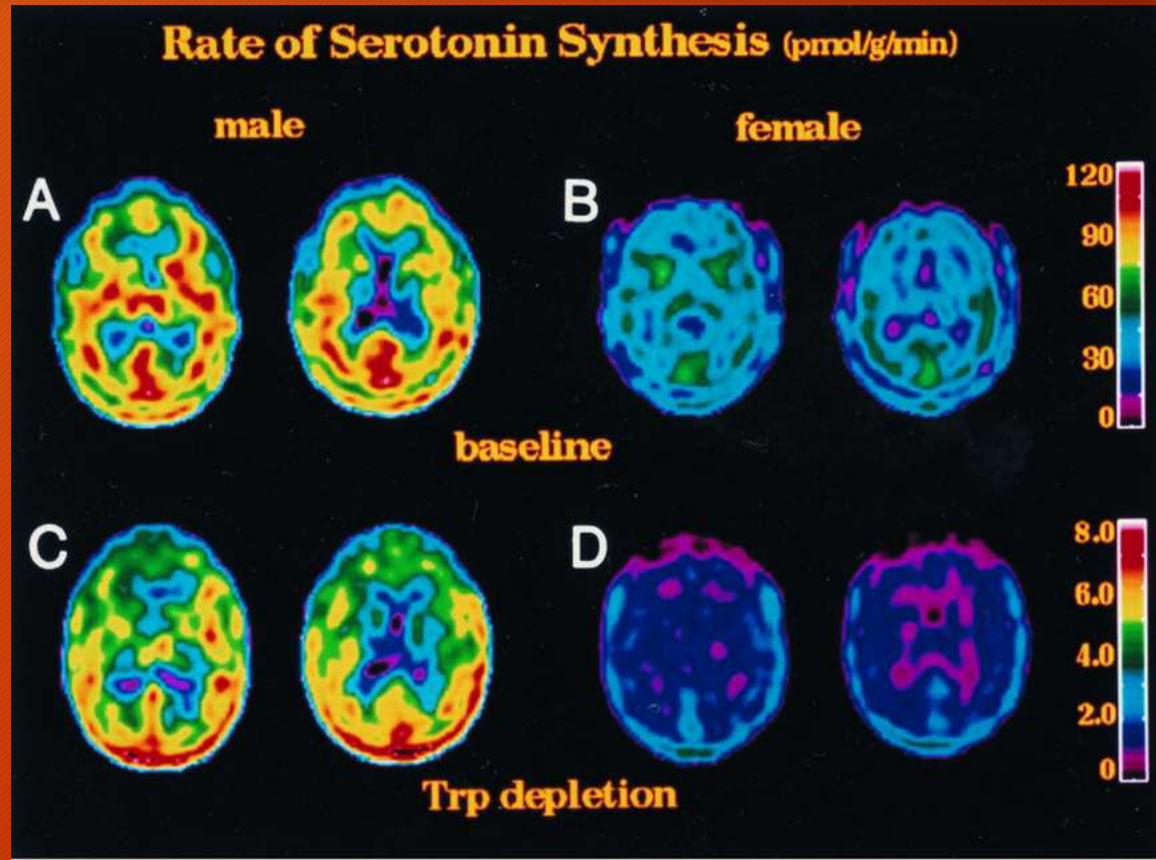 Rate of Serotonin Synthesis (pmol/g/min)
male
female
A
B
120
90
60
30
0
baseline
C
D
8.0
6.0
4.0
2.0
0
Trp depletion